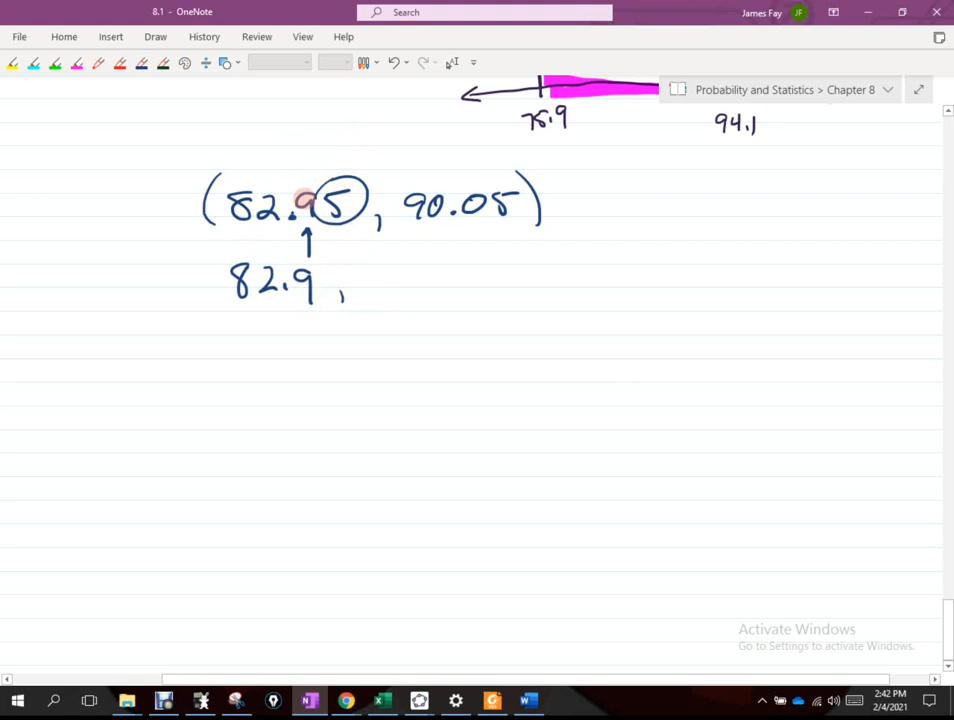 8.1 - OneNote
Search
James Fay
JF
File Home Insert Draw History Review View Help
Probability and Statistics > Chapter 8
75.9
94.1
(82.95, 90.05)
82.9,
Activate Windows
Go to Settings to activate Windows.
2:42 PM
2/4/2021